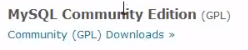 MySQL Community Edition (GPL)
Community (GPL) Downloads »